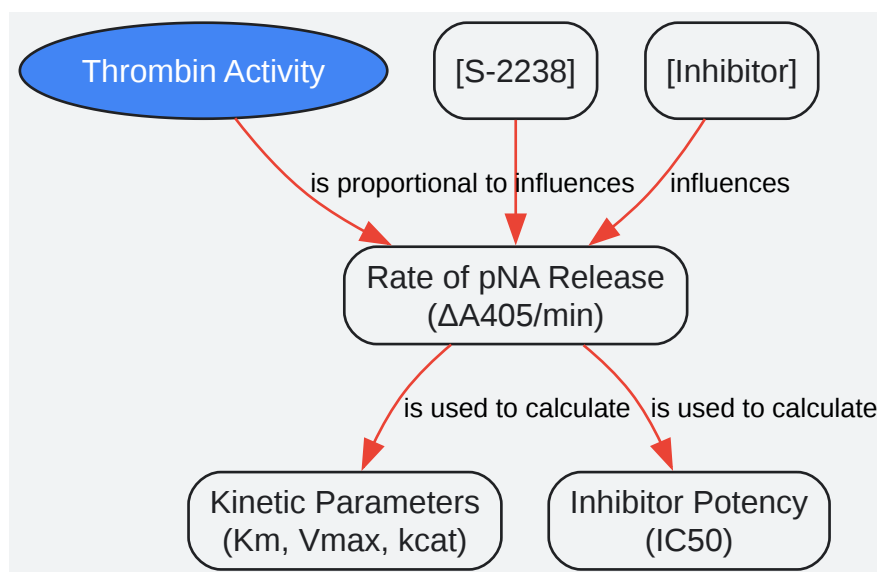 Thrombin Activity
[S-2238]
[Inhibitor]
is proportional to
influences
influences
Rate of pNA Release
(ΔA405/min)
is used to calculate
is used to calculate
Kinetic Parameters
(Km, Vmax, kcat)
Inhibitor Potency
(IC50)